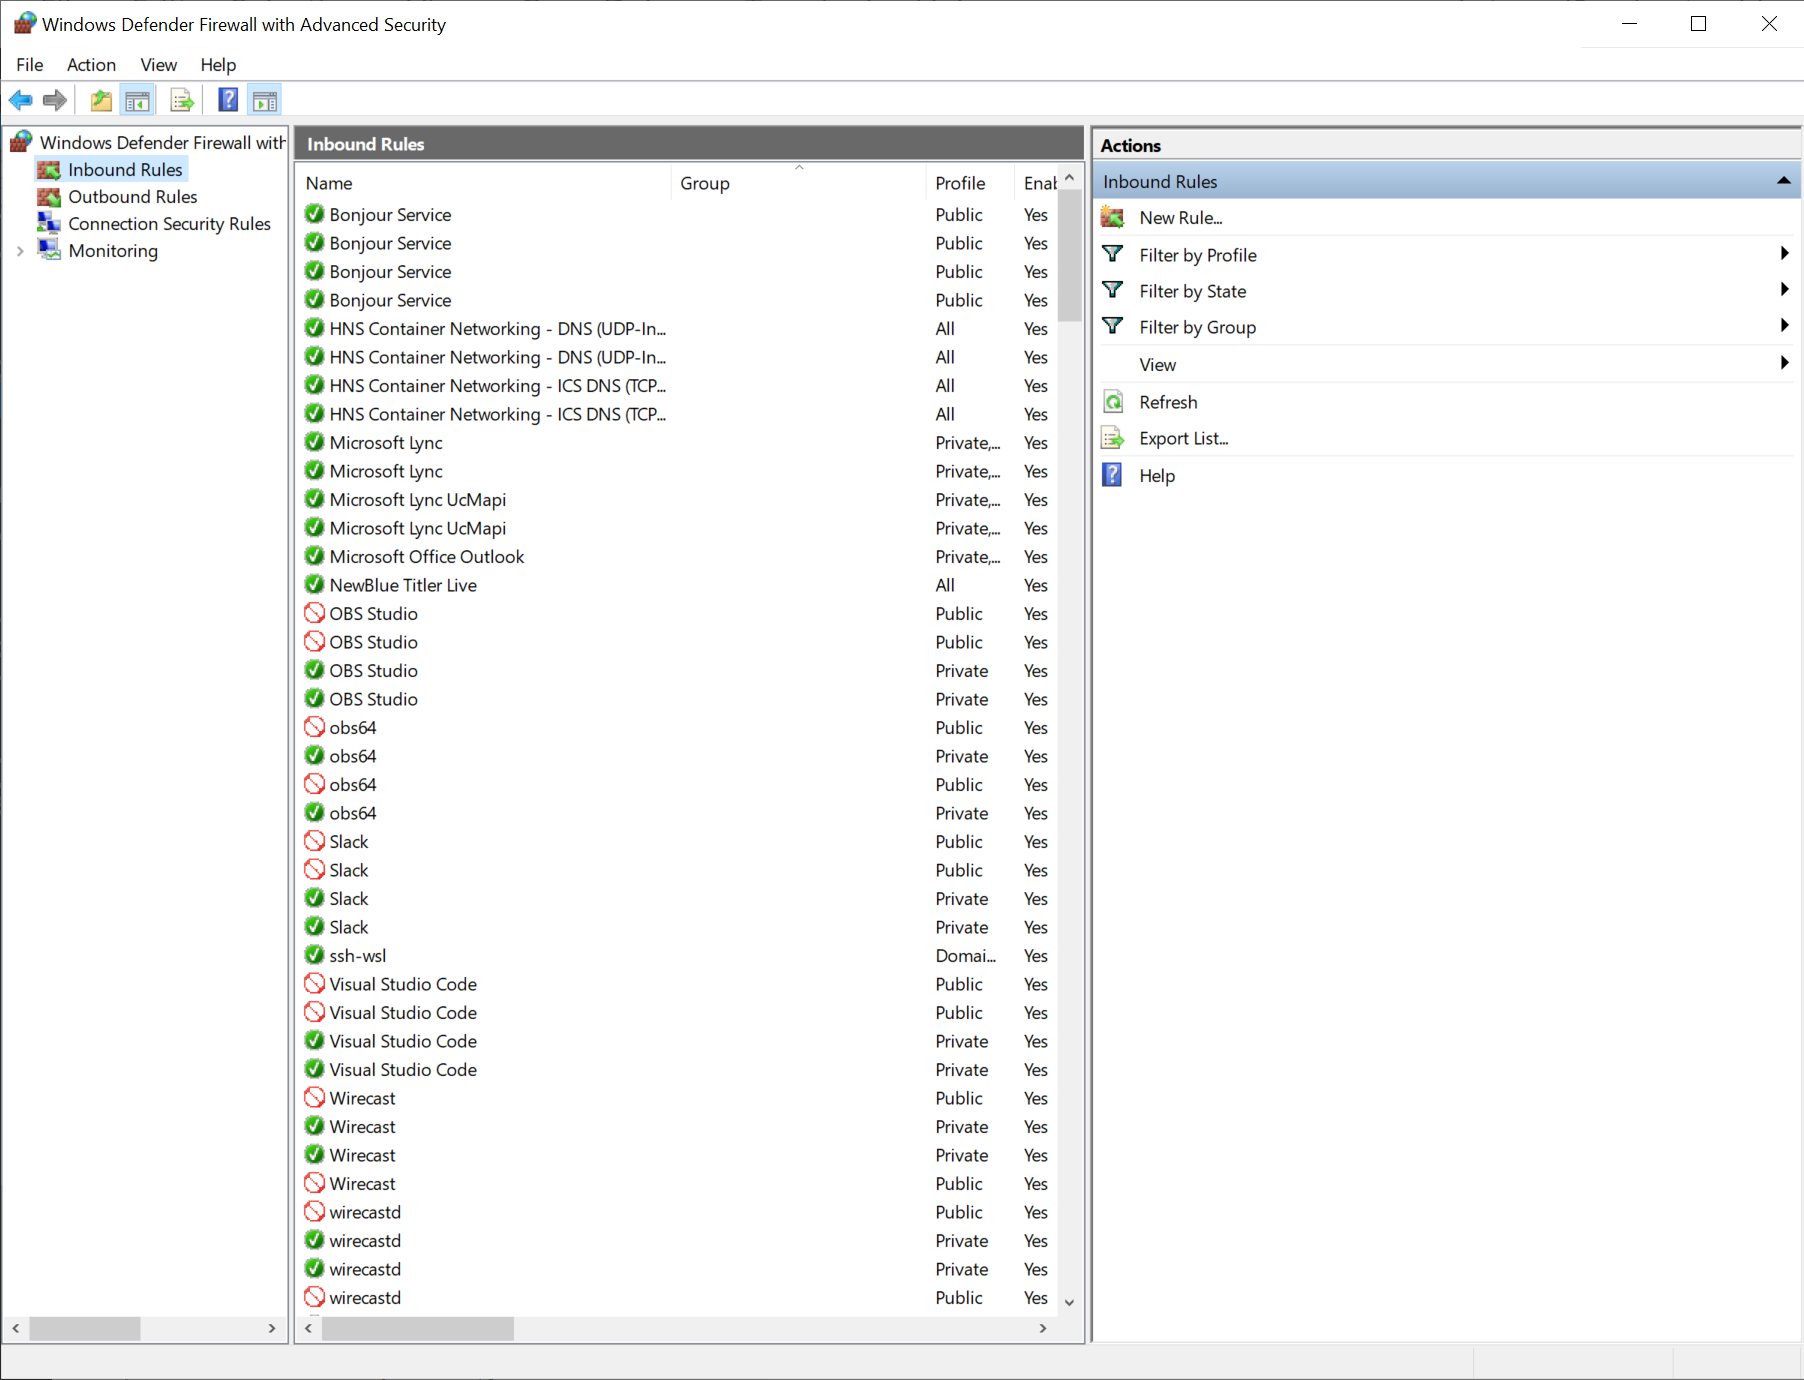 Windows Defender Firewall with Advanced Security
File Action View Help
Windows Defender Firewall with
Inbound Rules
Outbound Rules
Connection Security Rules
Monitoring
Inbound Rules
Name Group Profile Enab
Bonjour Service Public Yes
Bonjour Service Public Yes
Bonjour Service Public Yes
Bonjour Service Public Yes
HNS Container Networking - DNS (UDP-In... All Yes
HNS Container Networking - DNS (UDP-In... All Yes
HNS Container Networking - ICS DNS (TCP... All Yes
HNS Container Networking - ICS DNS (TCP... All Yes
Microsoft Lync Private,... Yes
Microsoft Lync Private,... Yes
Microsoft Lync UcMapi Private,... Yes
Microsoft Lync UcMapi Private,... Yes
Microsoft Office Outlook Private,... Yes
NewBlue Titler Live All Yes
OBS Studio Public Yes
OBS Studio Public Yes
OBS Studio Private Yes
OBS Studio Private Yes
obs64 Public Yes
obs64 Private Yes
obs64 Public Yes
obs64 Private Yes
Slack Public Yes
Slack Public Yes
Slack Private Yes
Slack Private Yes
ssh-wsl Domai... Yes
Visual Studio Code Public Yes
Visual Studio Code Public Yes
Visual Studio Code Private Yes
Visual Studio Code Private Yes
Wirecast Public Yes
Wirecast Private Yes
Wirecast Private Yes
Wirecast Public Yes
wirecastd Public Yes
wirecastd Private Yes
wirecastd Private Yes
wirecastd Public Yes
Actions
Inbound Rules
New Rule...
Filter by Profile
Filter by State
Filter by Group
View
Refresh
Export List...
Help